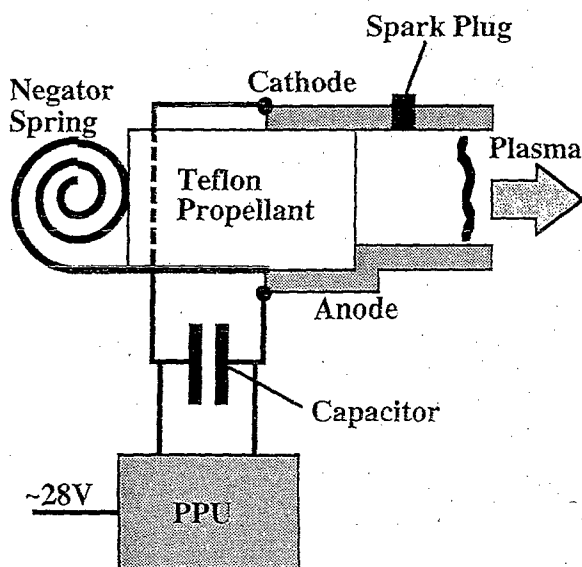 Spark Plug
Cathode
Negator
Spring
Plasma
Teflon
Propellant
Anode
Capacitor
~28V
PPU